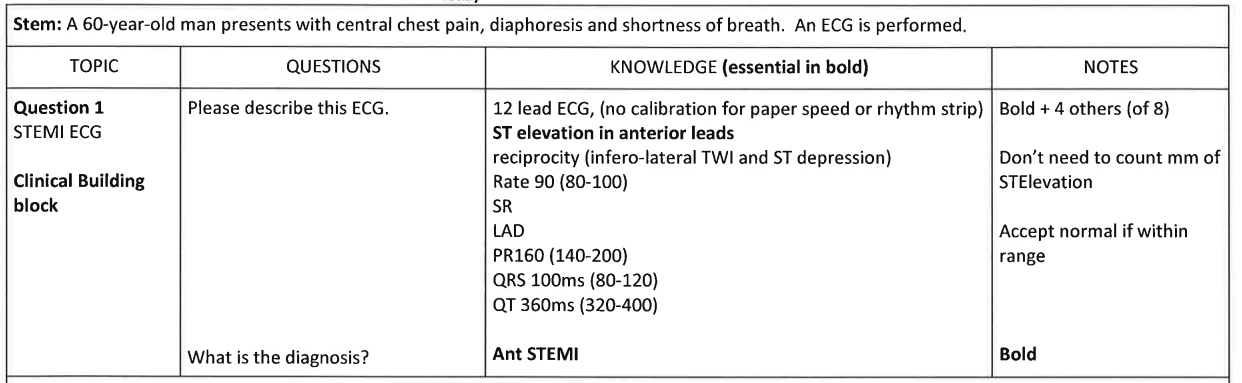 Stem: A 60-year-old man presents with central chest pain, diaphoresis and shortness of breath. An ECG is performed.
TOPIC
QUESTIONS
KNOWLEDGE (essential in bold)
NOTES
Question 1
STEMI ECG
Clinical Building
block
Please describe this ECG.
12 lead ECG, (no calibration for paper speed or rhythm strip)
ST elevation in anterior leads
reciprocity (infero-lateral TWI and ST depression)
Rate 90 (80-100)
SR
LAD
PR160 (140-200)
QRS 100ms (80-120)
QT 360ms (320-400)
Bold + 4 others (of 8)
Don't need to count mm of
STElevation
Accept normal if within
range
What is the diagnosis?
Ant STEMI
Bold